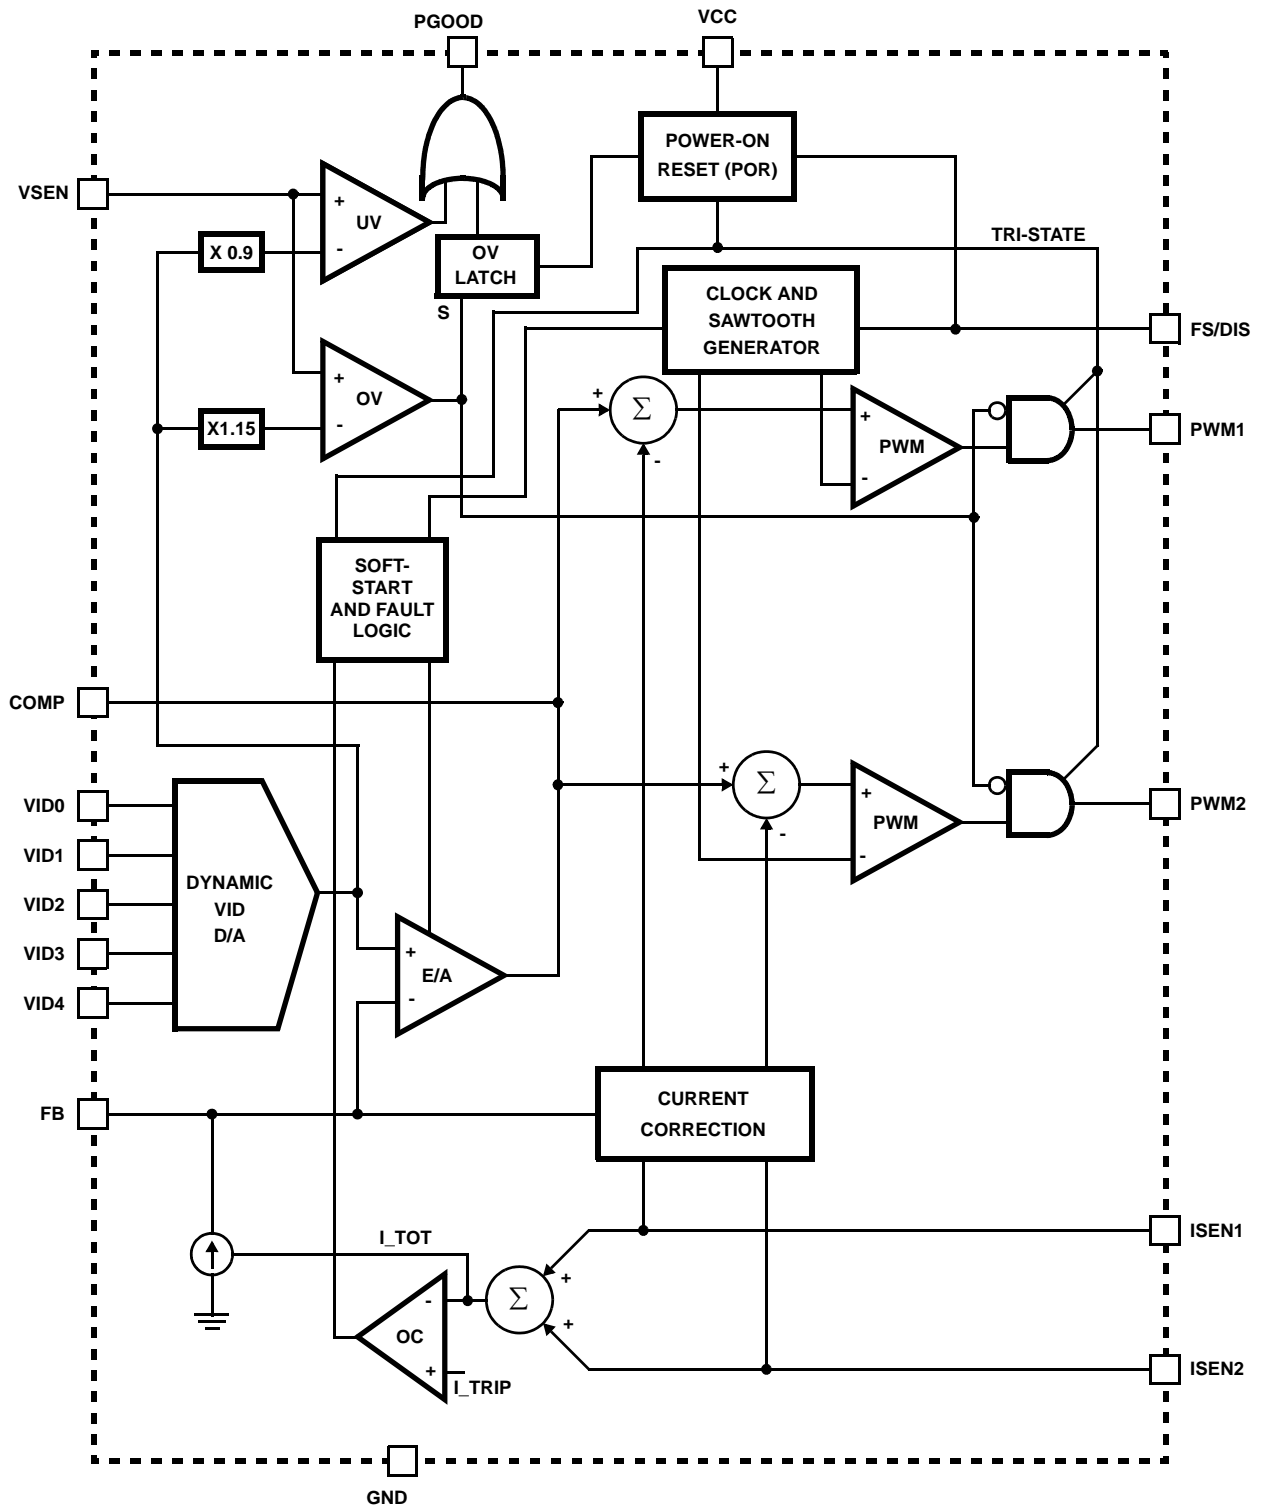 PGOOD
VCC
POWER-ON
RESET (POR)
VSEN
+
UV
-
X 0.9
OV
LATCH
S
TRI-STATE
CLOCK AND
SAWTOOTH
GENERATOR
FS/DIS
+
OV
-
X1.15
+
Σ
-
+
PWM
-
PWM1
SOFT-
START
AND FAULT
LOGIC
COMP
+
Σ
-
+
PWM
-
PWM2
VID0
VID1
VID2
VID3
VID4
DYNAMIC
VID
D/A
+
E/A
-
FB
CURRENT
CORRECTION
I_TOT
ISEN1
+
Σ
+
-
OC
+
I_TRIP
ISEN2
GND